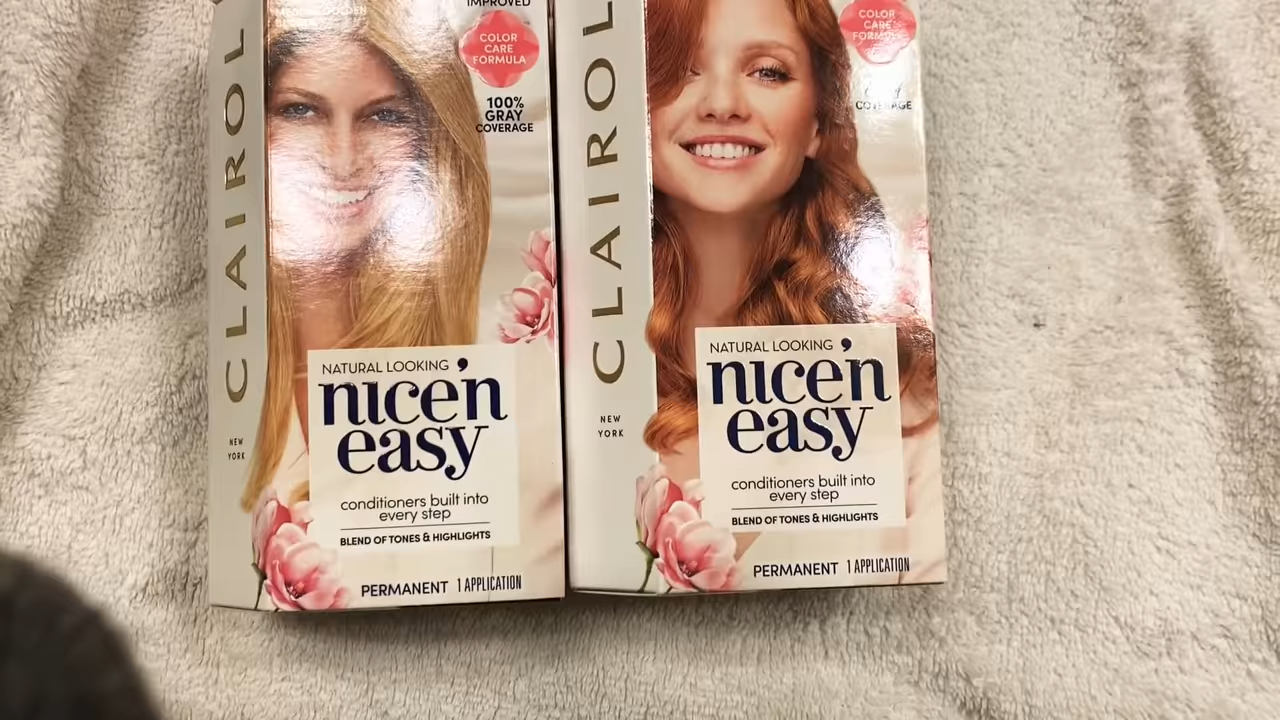 CLAIROL
NEW
YORK
IMPROVED
COLOR
CARE
FORMULA
100%
GRAY
COVERAGE
NATURAL LOOKING
nice'n
easy
conditioners built into
every step
BLEND OF TONES & HIGHLIGHTS
PERMANENT 1 APPLICATION
CLAIROL
NEW
YORK
COLOR
CARE
FORMULA
COVERAGE
NATURAL LOOKING
nice'n
easy
conditioners built into
every step
BLEND OF TONES & HIGHLIGHTS
PERMANENT 1 APPLICATION